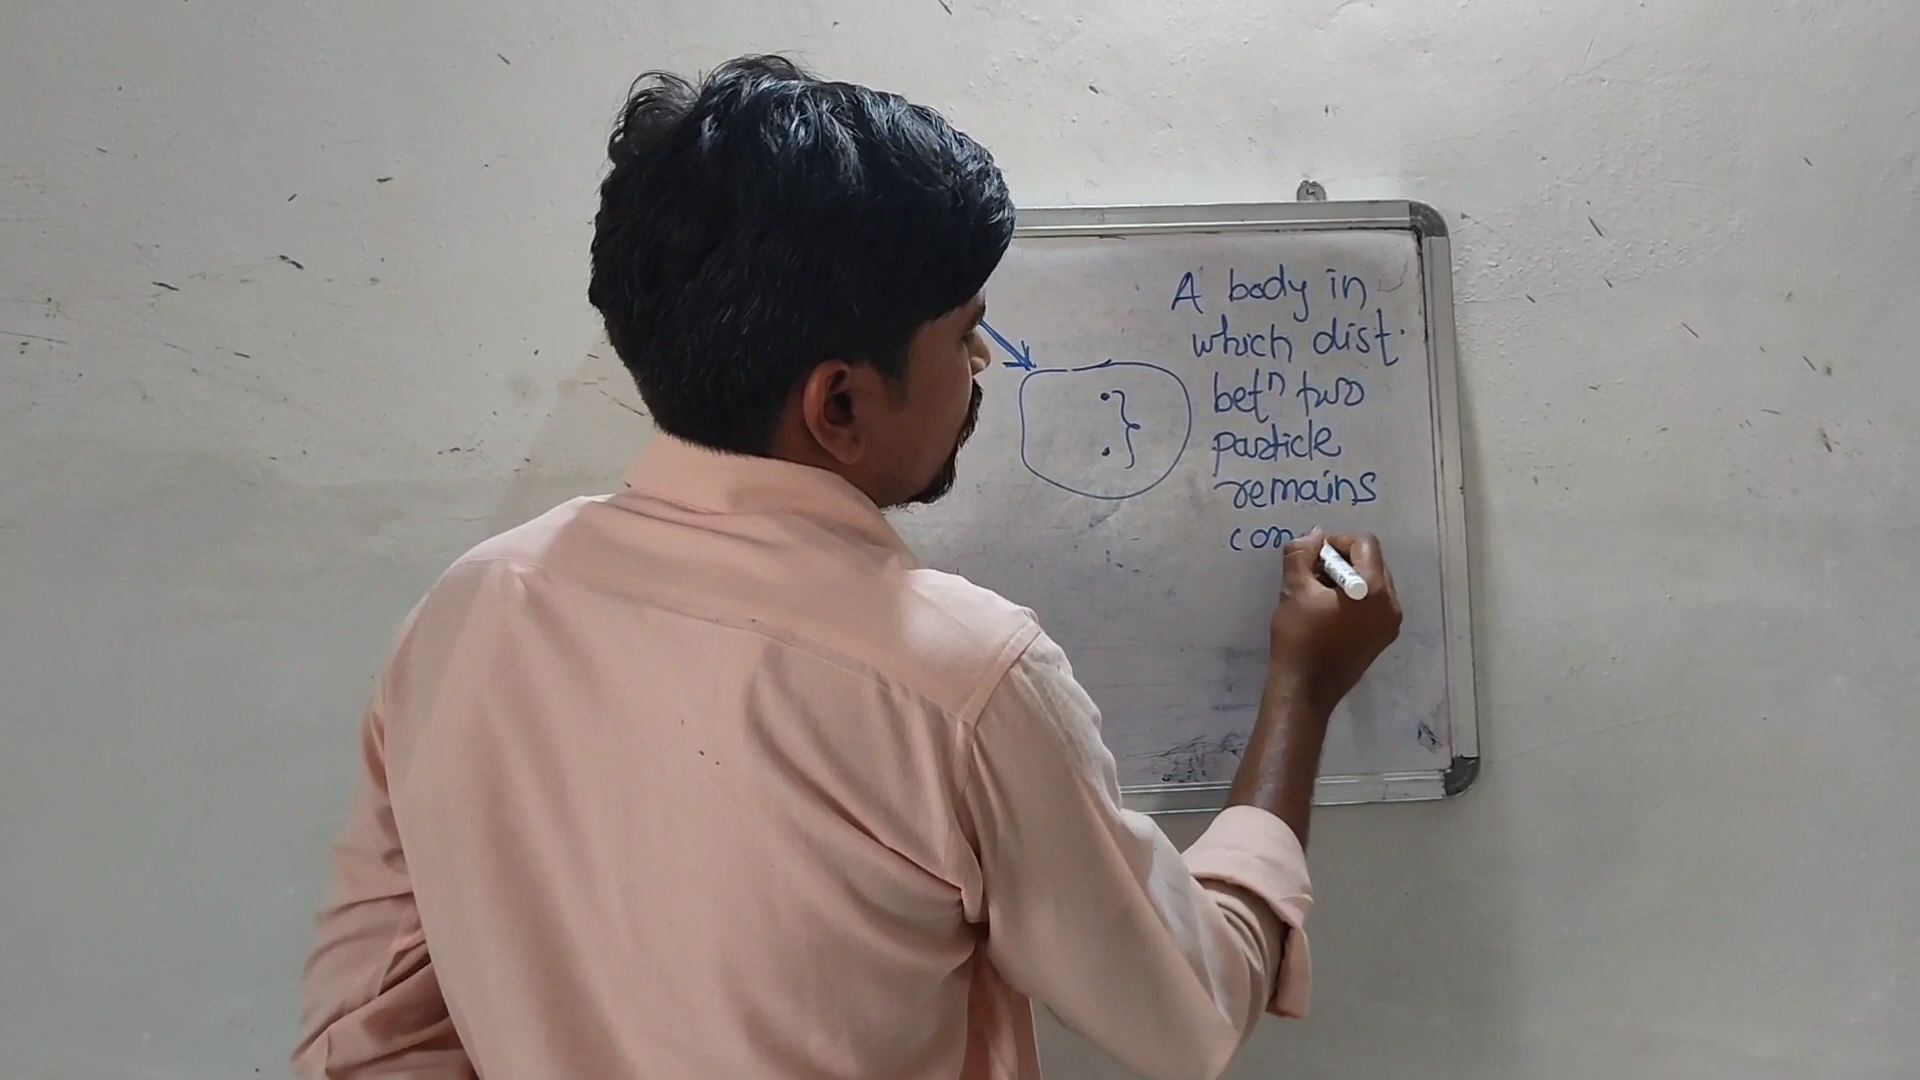 A body in
which dist.
betⁿ two
particle
remains
con